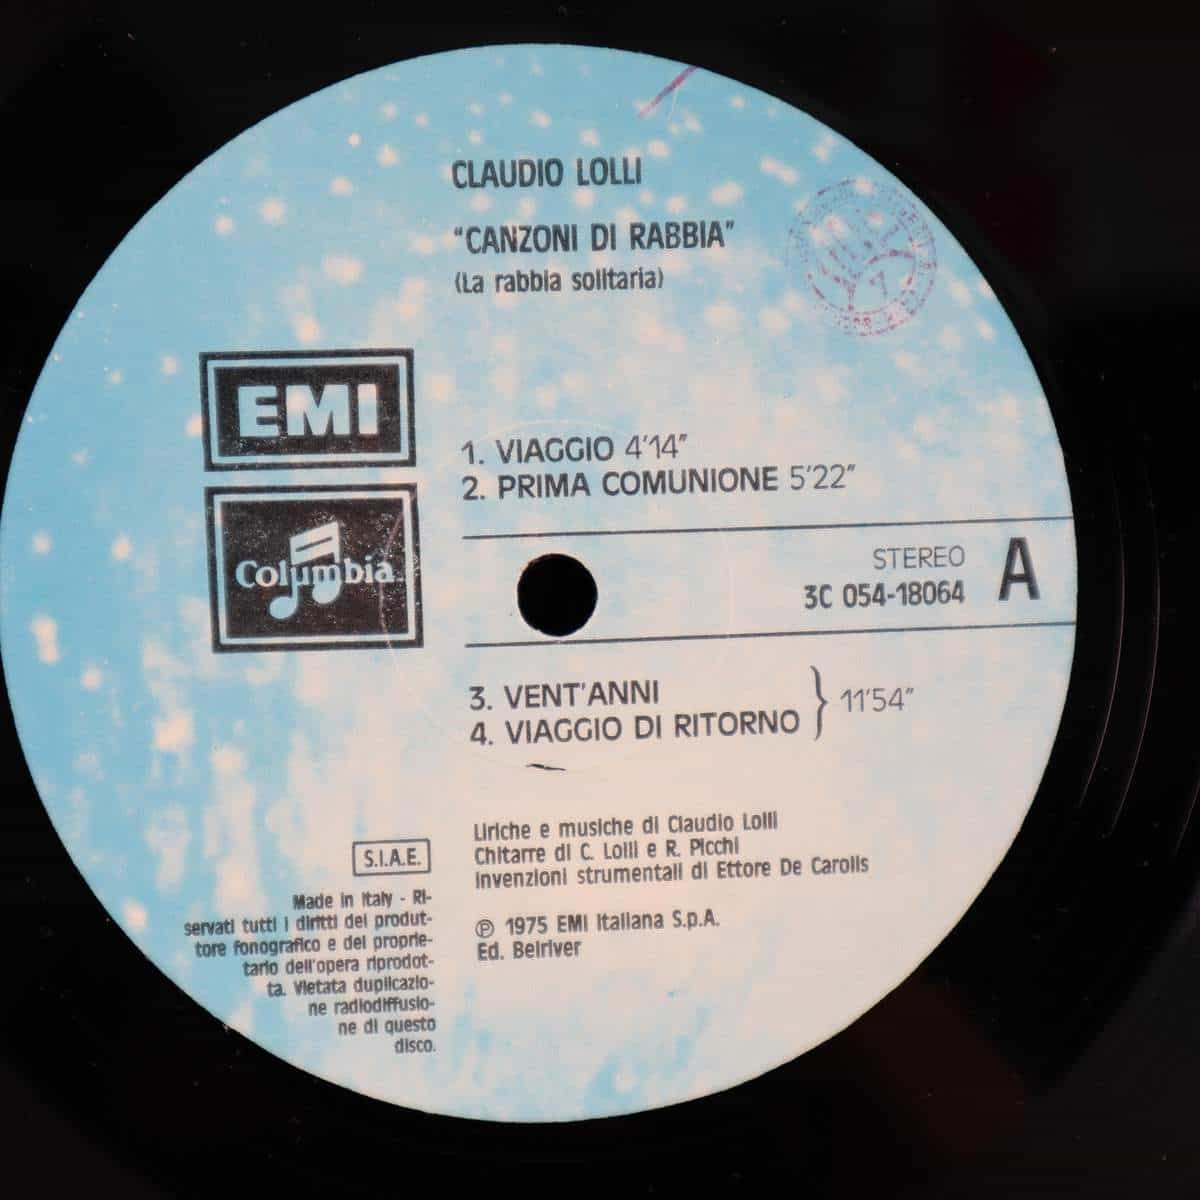 CLAUDIO LOLLI
"CANZONI DI RABBIA"
(La rabbia solitaria)
EMI
Columbia
1. VIAGGIO 4'14"
2. PRIMA COMUNIONE 5'22"
STEREO
3C 054-18064
A
3. VENT'ANNI
4. VIAGGIO DI RITORNO } 11'54"
Liriche e musiche di Claudio Lolli
Chitarre di C. Lolli e R. Picchi
Invenzioni strumentali di Ettore De Carolis
℗ 1975 EMI Italiana S.p.A.
Ed. Belriver
S.I.A.E.
Made in Italy - Ri-
servati tutti i diritti del produt-
tore fonografico e del proprie-
tario dell'opera riprodot-
ta. Vietata duplicazio-
ne radiodiffusio-
ne di questo
disco.
7